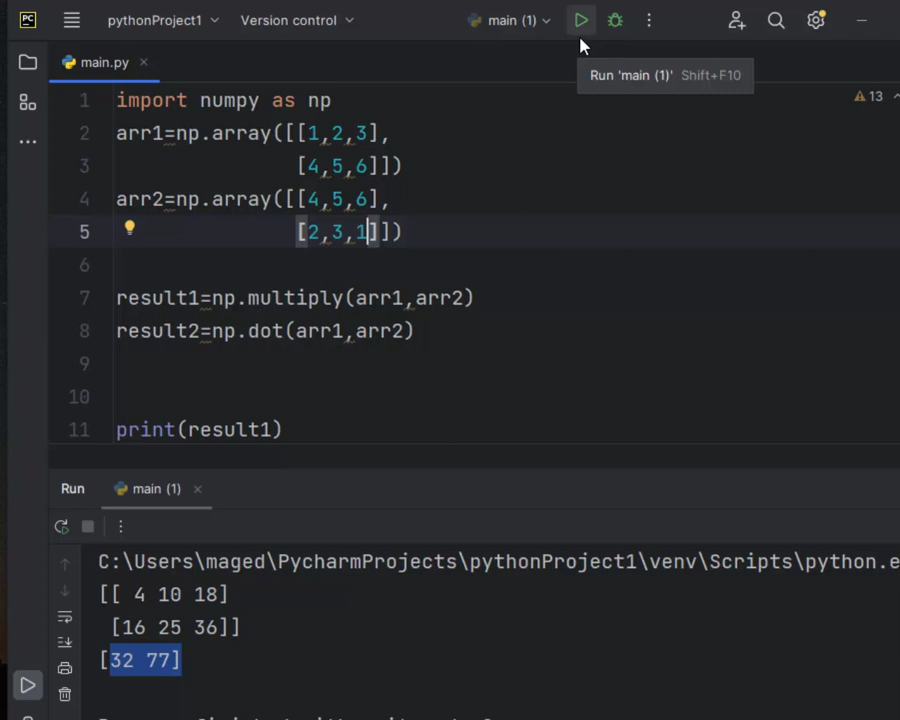 PC pythonProject1 Version control main (1)
main.py
Run 'main (1)' Shift+F10
13
1 import numpy as np
2 arr1=np.array([[1,2,3],
3 [4,5,6]])
4 arr2=np.array([[4,5,6],
5 [2,3,1]])
6
7 result1=np.multiply(arr1,arr2)
8 result2=np.dot(arr1,arr2)
9
10
11 print(result1)
Run main (1)
C:\Users\maged\PycharmProjects\pythonProject1\venv\Scripts\python.e
[[ 4 10 18]
[16 25 36]]
[32 77]